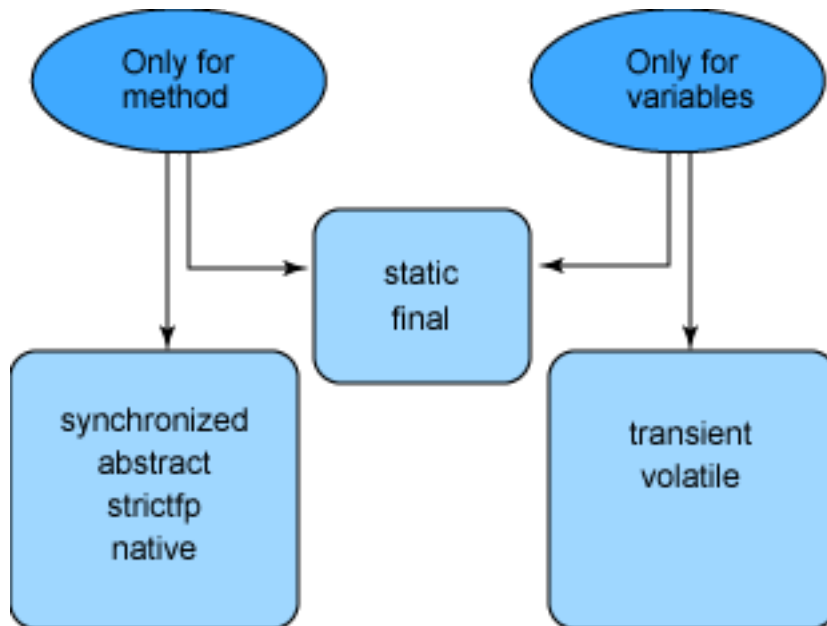 Only for
method
Only for
variables
static
final
synchronized
abstract
strictfp
native
transient
volatile